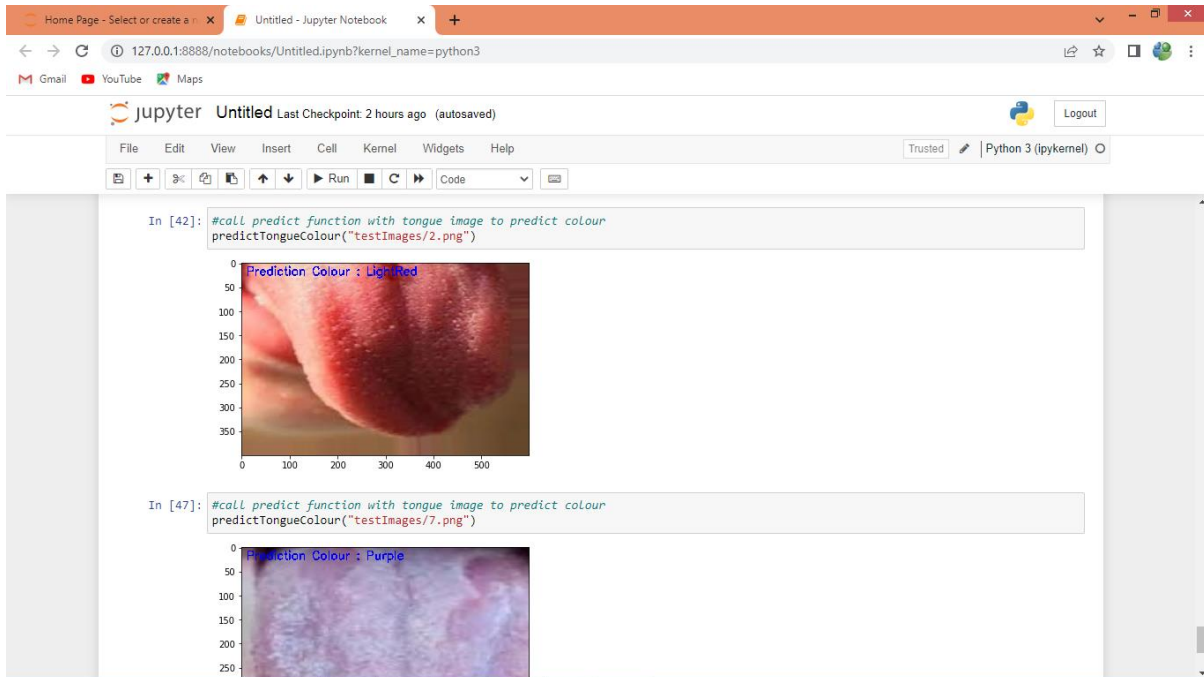 Home Page - Select or create a n
Untitled - Jupyter Notebook
127.0.0.1:8888/notebooks/Untitled.ipynb?kernel_name=python3
Gmail YouTube Maps
jupyter Untitled Last Checkpoint: 2 hours ago (autosaved)
Logout
File Edit View Insert Cell Kernel Widgets Help
Trusted Python 3 (ipykernel)
Run Code
In [42]: #call predict function with tongue image to predict colour
predictTongueColour("testImages/2.png")
Prediction Colour : LightRed
0
50
100
150
200
250
300
350
0 100 200 300 400 500
In [47]: #call predict function with tongue image to predict colour
predictTongueColour("testImages/7.png")
Prediction Colour : Purple
0
50
100
150
200
250